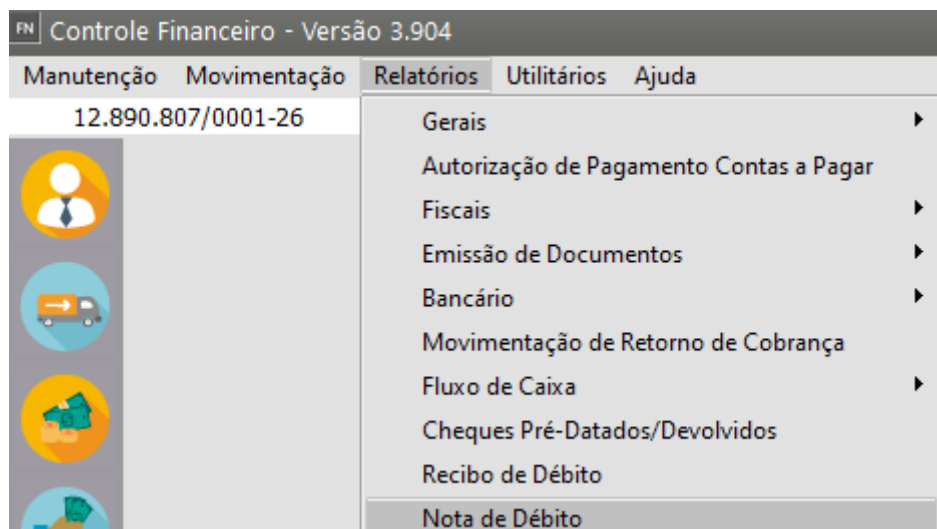 FN Controle Financeiro - Versão 3.904
Manutenção Movimentação Relatórios Utilitários Ajuda
12.890.807/0001-26
Gerais
Autorização de Pagamento Contas a Pagar
Fiscais
Emissão de Documentos
Bancário
Movimentação de Retorno de Cobrança
Fluxo de Caixa
Cheques Pré-Datados/Devolvidos
Recibo de Débito
Nota de Débito